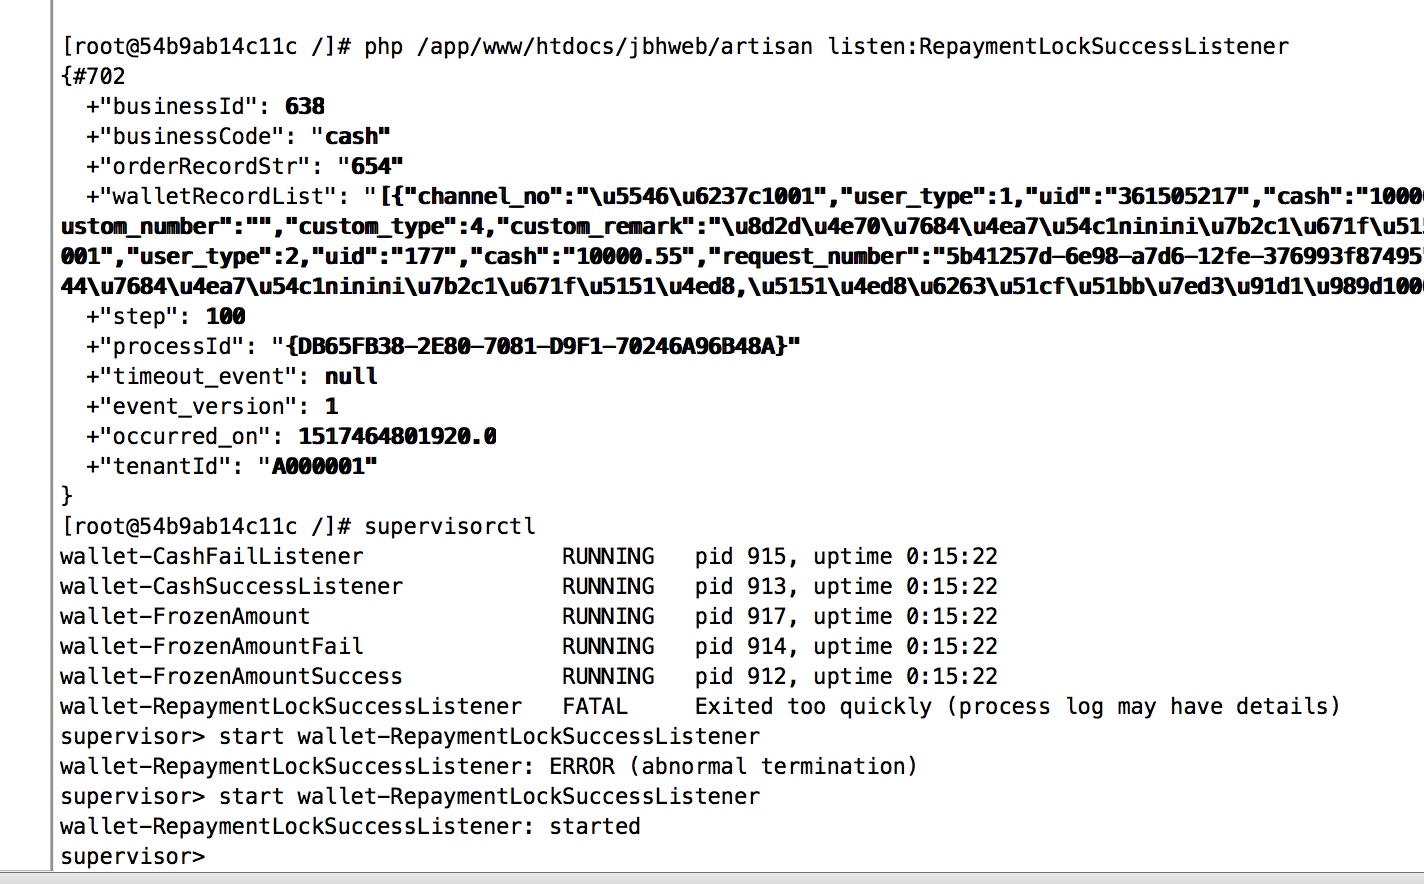 [root@54b9ab14c11c /]# php /app/www/htdocs/jbhweb/artisan listen:RepaymentLockSuccessListener
{#702
  +"businessId": 638
  +"businessCode": "cash"
  +"orderRecordStr": "654"
  +"walletRecordList": "[{"channel_no":"\u5546\u6237c1001","user_type":1,"uid":"361505217","cash":"1000
ustom_number":"","custom_type":4,"custom_remark":"\u8d2d\u4e70\u7684\u4ea7\u54c1ninini\u7b2c1\u671f\u515
001","user_type":2,"uid":"177","cash":"10000.55","request_number":"5b41257d-6e98-a7d6-12fe-376993f87495"
44\u7684\u4ea7\u54c1ninini\u7b2c1\u671f\u5151\u4ed8,\u5151\u4ed8\u6263\u51cf\u51bb\u7ed3\u91d1\u989d1000
  +"step": 100
  +"processId": "{DB65FB38-2E80-7081-D9F1-70246A96B48A}"
  +"timeout_event": null
  +"event_version": 1
  +"occurred_on": 1517464801920.0
  +"tenantId": "A000001"
}
[root@54b9ab14c11c /]# supervisorctl
wallet-CashFailListener               RUNNING   pid 915, uptime 0:15:22
wallet-CashSuccessListener            RUNNING   pid 913, uptime 0:15:22
wallet-FrozenAmount                   RUNNING   pid 917, uptime 0:15:22
wallet-FrozenAmountFail               RUNNING   pid 914, uptime 0:15:22
wallet-FrozenAmountSuccess            RUNNING   pid 912, uptime 0:15:22
wallet-RepaymentLockSuccessListener   FATAL     Exited too quickly (process log may have details)
supervisor> start wallet-RepaymentLockSuccessListener
wallet-RepaymentLockSuccessListener: ERROR (abnormal termination)
supervisor> start wallet-RepaymentLockSuccessListener
wallet-RepaymentLockSuccessListener: started
supervisor>